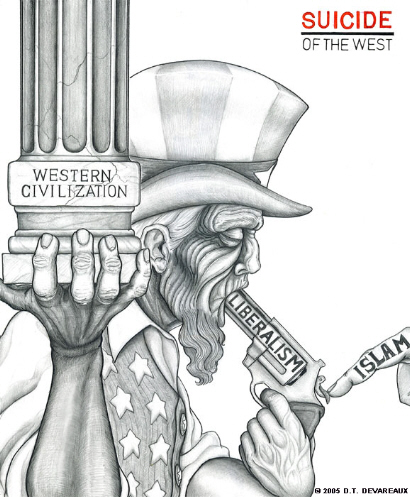 SUICIDE
OF THE WEST
WESTERN
CIVILIZATION
LIBERALISM
ISLAM
© 2005 D.T. DEVAREAUX